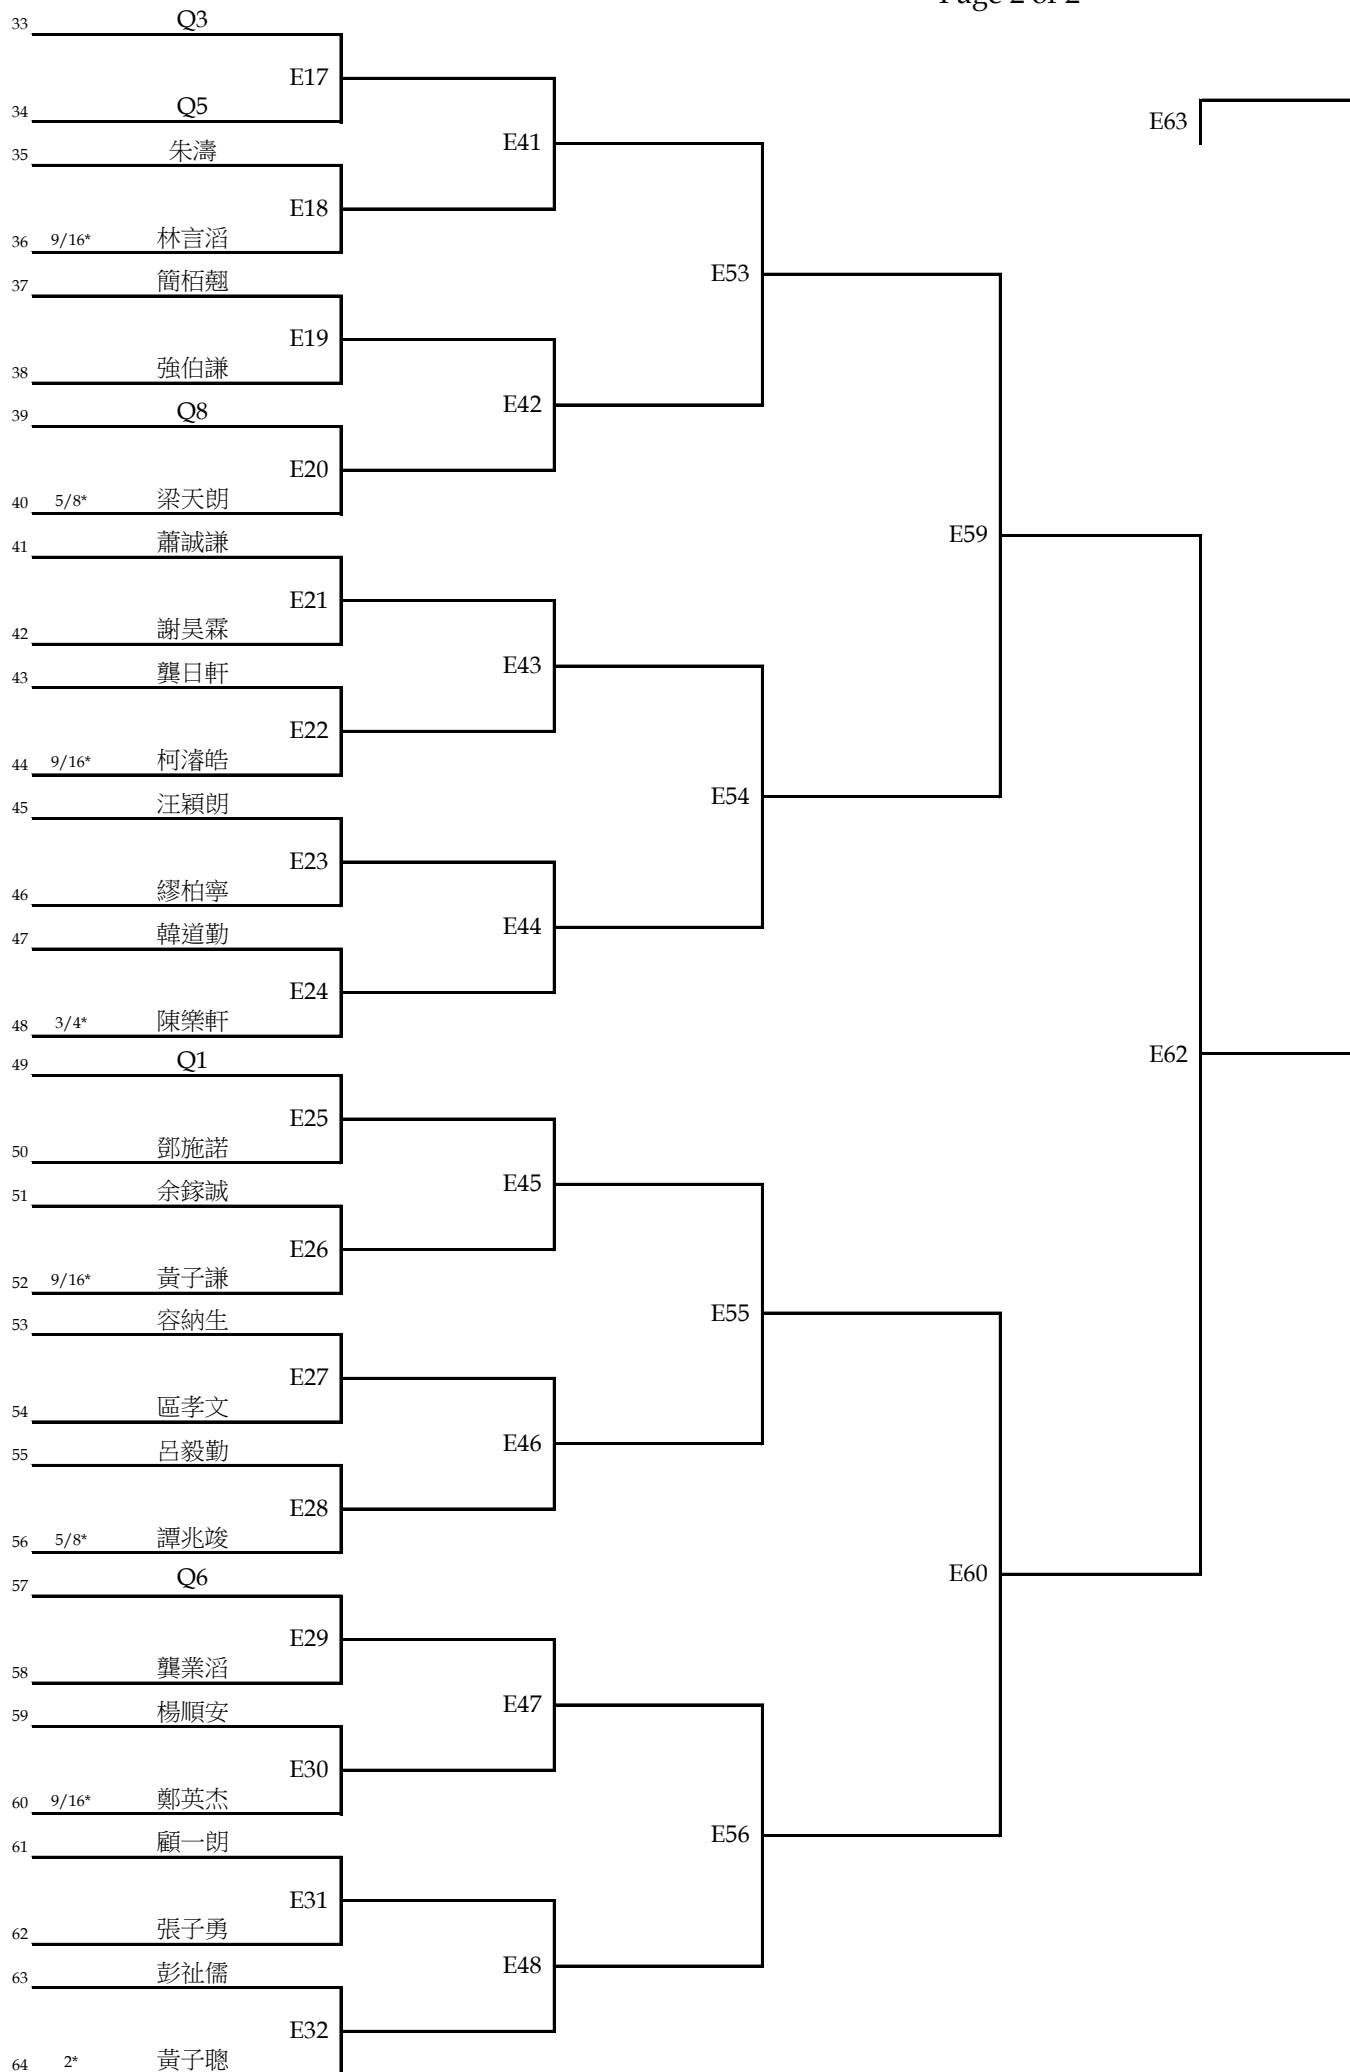 Page 2 of 2
33 Q3
E17
34 Q5
E63
E41
35 朱濤
E18
36 9/16* 林言滔
37 簡栢翹
E53
E19
38 強伯謙
39 Q8
E42
E20
40 5/8* 梁天朗
41 蕭誠謙
E59
E21
42 謝昊霖
43 龔日軒
E43
E22
44 9/16* 柯濬皓
45 汪穎朗
E54
E23
46 繆柏寧
47 韓道勤
E44
E24
48 3/4* 陳樂軒
49 Q1
E62
E25
50 鄧施諾
51 余鎵誠
E45
E26
52 9/16* 黃子謙
53 容納生
E55
E27
54 區孝文
55 呂毅勤
E46
E28
56 5/8* 譚兆竣
57 Q6
E60
E29
58 龔業滔
59 楊順安
E47
E30
60 9/16* 鄭英杰
61 顧一朗
E56
E31
62 張子勇
63 彭祉儒
E48
E32
64 2* 黃子聰